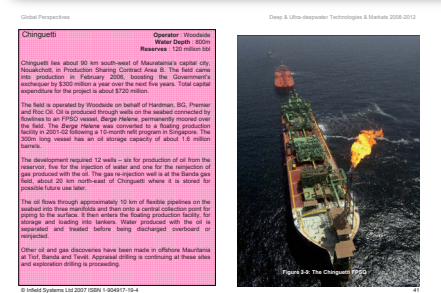 Global Perspectives
Deep & Ultra-deepwater Technologies & Markets 2008-2012
Chinguetti
Operator : Woodside
Water Depth : 800m
Reserves : 120 million bbl
Chinguetti lies about 90 km south-west of Mauratainia's capital city,
Nouakchott, in Production Sharing Contract Area B. The field came
into production in February 2006, boosting the Government's
exchequer by $300 million a year over the next five years. Total capital
expenditure for the project is about $720 million.
The field is operated by Woodside on behalf of Hardman, BG, Premier
and Roc Oil. Oil is produced through wells on the seabed connected by
flowlines to an FPSO vessel, Berge Helene, permanently moored over
the field. The Berge Helene was converted to a floating production
facility in 2001-02 following a 10-month refit program in Singapore. The
300m long vessel has an oil storage capacity of about 1.6 million
barrels.
The development required 12 wells – six for production of oil from the
reservoir, five for the injection of water and one for the reinjection of
gas produced with the oil. The gas re-injection well is at the Banda gas
field, about 20 km north-east of Chinguetti where it is stored for
possible future use later.
The oil flows through approximately 10 km of flexible pipelines on the
seabed into three manifolds and then onto a central collection point for
piping to the surface. It then enters the floating production facility, for
storage and loading into tankers. Water produced with the oil is
separated and treated before being discharged overboard or
reinjected.
Other oil and gas discoveries have been made in offshore Mauritania
at Tiof, Banda and Tevét. Appraisal drilling is continuing at these sites
and exploration drilling is proceeding.
Figure 3-9: The Chinguetti FPSO
© Infield Systems Ltd 2007 ISBN 1-904917-19-4
41